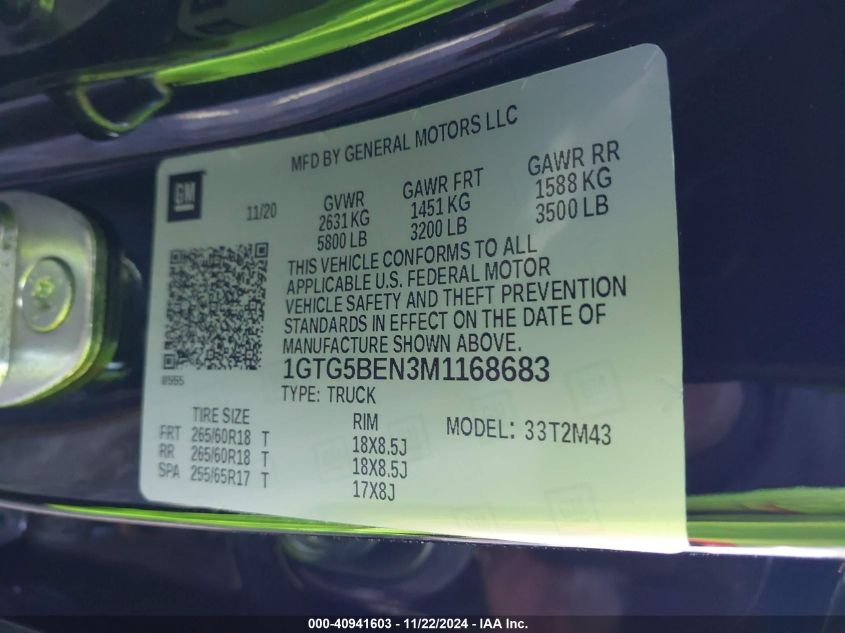 MFD BY GENERAL MOTORS LLC
GM
11/20
GVWR
2631 KG
5800 LB
GAWR FRT
1451 KG
3200 LB
GAWR RR
1588 KG
3500 LB
THIS VEHICLE CONFORMS TO ALL
APPLICABLE U.S. FEDERAL MOTOR
VEHICLE SAFETY AND THEFT PREVENTION
STANDARDS IN EFFECT ON THE DATE OF
MANUFACTURE SHOWN ABOVE.
1GTG5BEN3M1168683
TYPE: TRUCK
TIRE SIZE
FRT 265/60R18 T
RR 265/60R18 T
SPA 255/65R17 T
RIM
18X8.5J
18X8.5J
17X8J
MODEL: 33T2M43
000-40941603 - 11/22/2024 - IAA Inc.